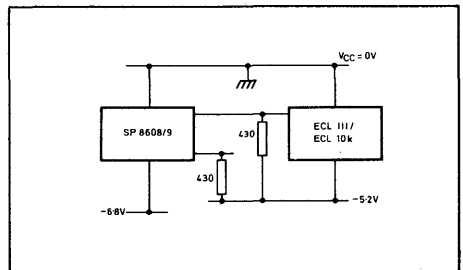 VCC = 0V
SP 8608/9
430
ECL III/
ECL 10k
430
-6·8V
-5·2V